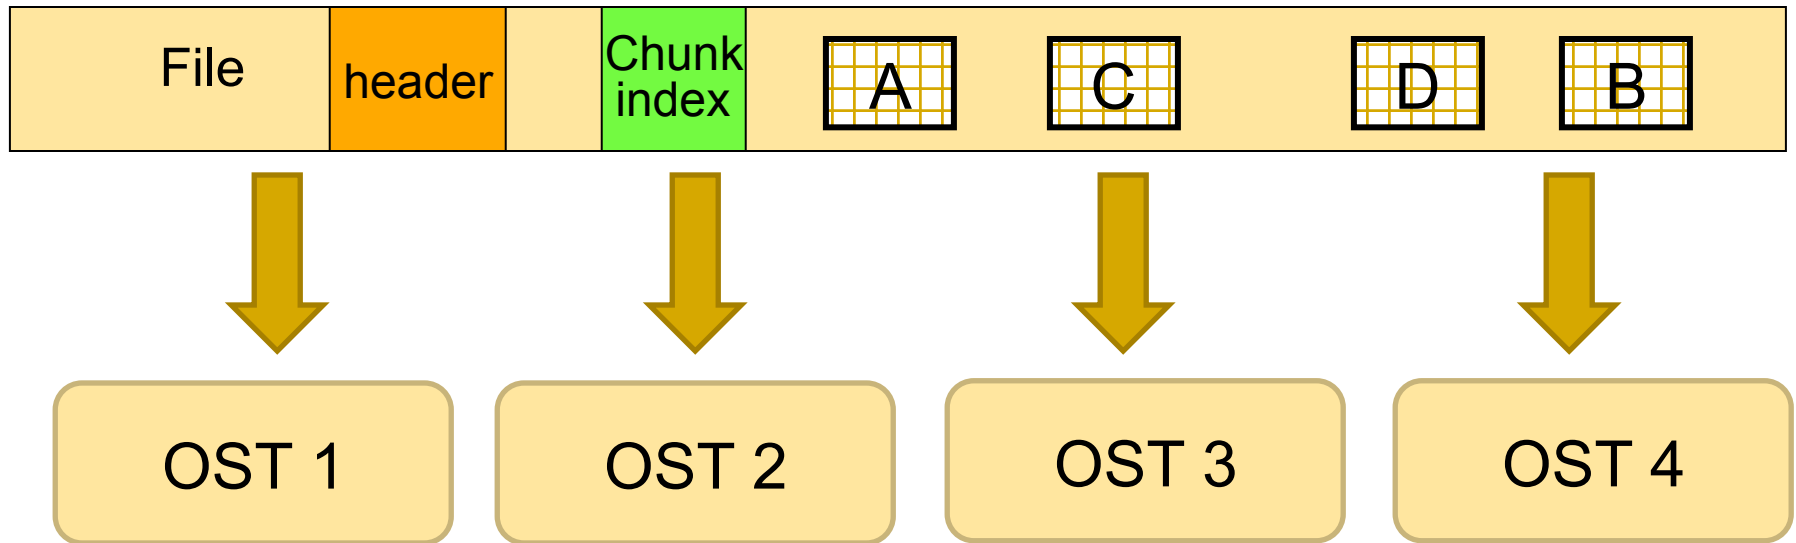 File
header
Chunk
index
A
C
D
B
OST 1
OST 2
OST 3
OST 4